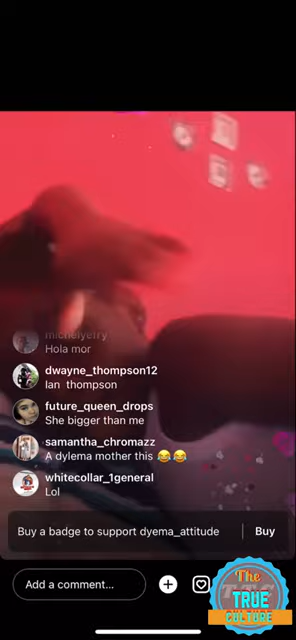 michelyerry
Hola mor
dwayne_thompson12
Ian thompson
future_queen_drops
She bigger than me
samantha_chromazz
A dylema mother this 😂😂
whitecollar_1general
Lol
Buy a badge to support dyema_attitude
Buy
Add a comment...
The
TRUE
CULTURE